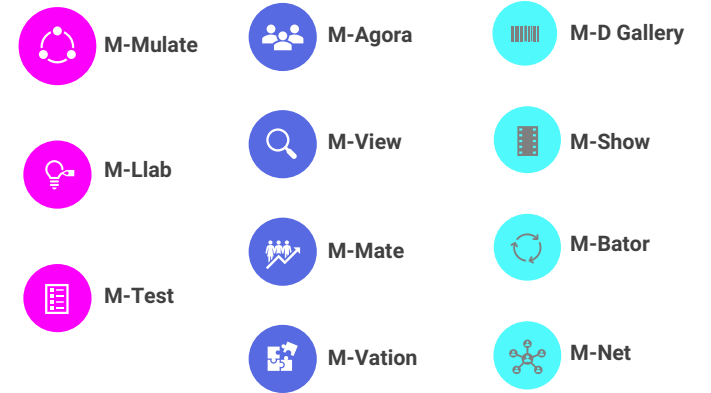 M-Mulate
M-Llab
M-Test
M-Agora
M-View
M-Mate
M-Vation
M-D Gallery
M-Show
M-Bator
M-Net